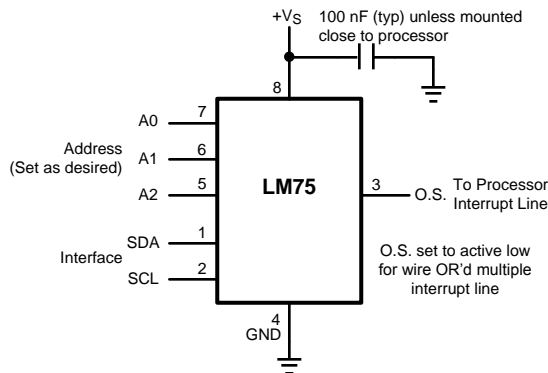 +VS
100 nF (typ) unless mounted
close to processor
8
A0
7
Address
(Set as desired)
A1
6
A2
5
LM75
3
O.S.
To Processor
Interrupt Line
Interface
SDA
1
SCL
2
O.S. set to active low
for wire OR'd multiple
interrupt line
4
GND